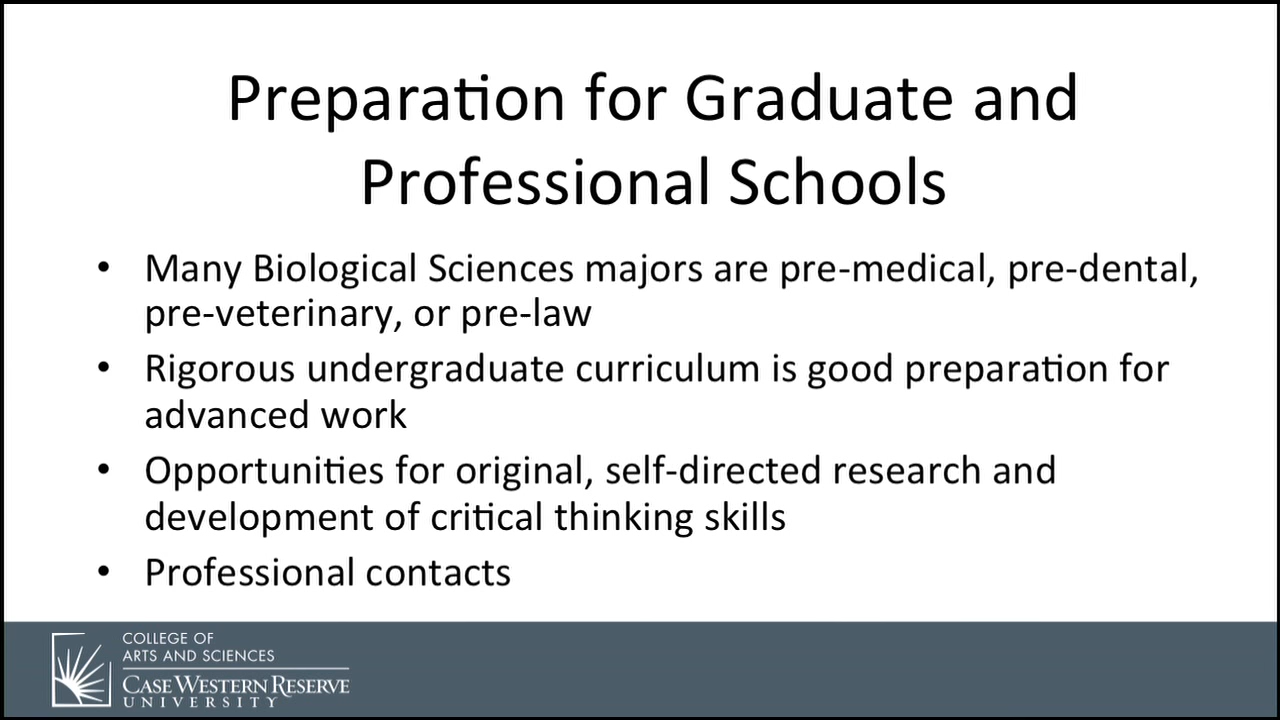 Preparation for Graduate and
Professional Schools
• Many Biological Sciences majors are pre-medical, pre-dental,
pre-veterinary, or pre-law
• Rigorous undergraduate curriculum is good preparation for
advanced work
• Opportunities for original, self-directed research and
development of critical thinking skills
• Professional contacts
COLLEGE OF
ARTS AND SCIENCES
CASE WESTERN RESERVE
UNIVERSITY